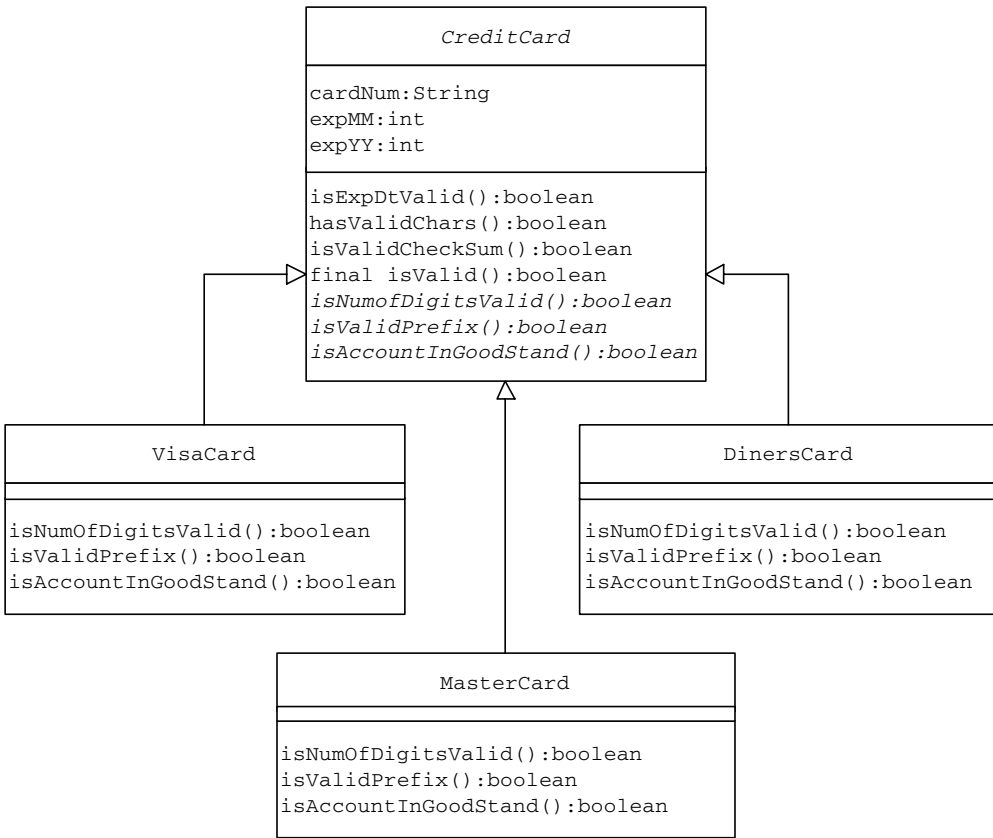 CreditCard
cardNum:String
expMM:int
expYY:int
isExpDtValid():boolean
hasValidChars():boolean
isValidCheckSum():boolean
final isValid():boolean
isNumofDigitsValid():boolean
isValidPrefix():boolean
isAccountInGoodStand():boolean
VisaCard
isNumOfDigitsValid():boolean
isValidPrefix():boolean
isAccountInGoodStand():boolean
DinersCard
isNumOfDigitsValid():boolean
isValidPrefix():boolean
isAccountInGoodStand():boolean
MasterCard
isNumOfDigitsValid():boolean
isValidPrefix():boolean
isAccountInGoodStand():boolean